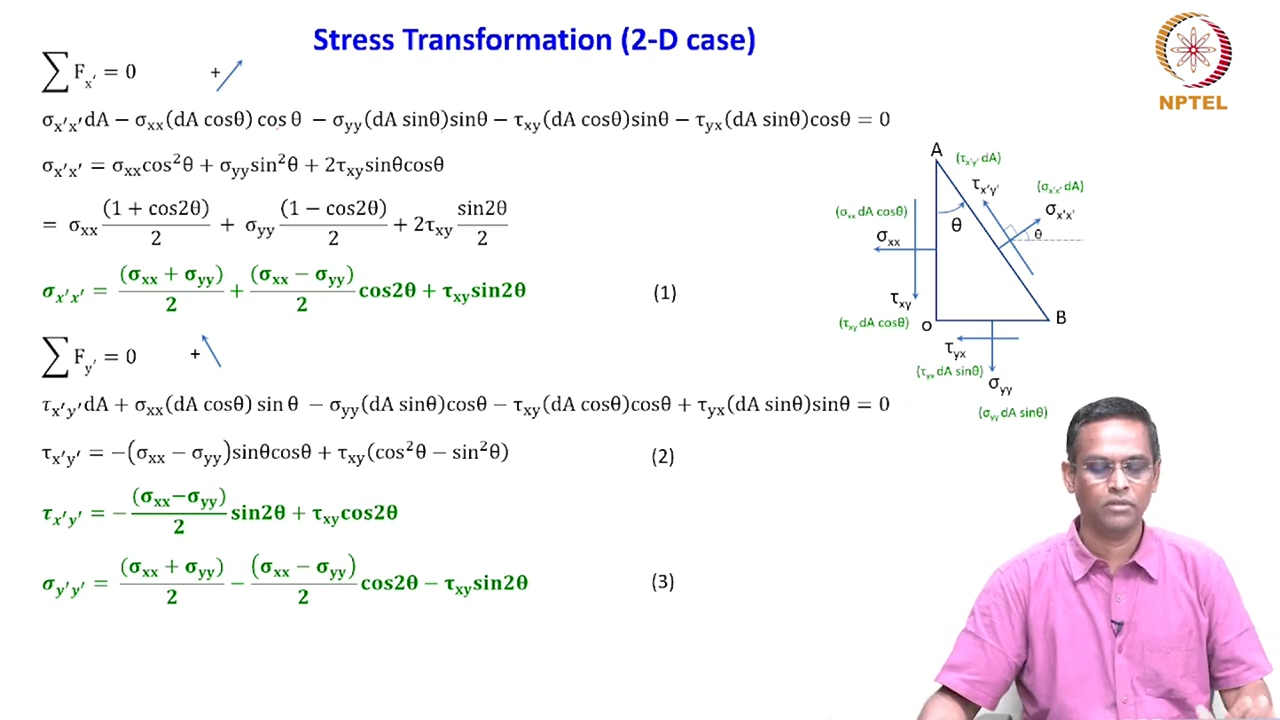 Stress Transformation (2-D case)
NPTEL
∑ F_x′ = 0 +
σ_x′x′ dA − σ_xx(dA cosθ) cos θ − σ_yy(dA sinθ)sinθ − τ_xy(dA cosθ)sinθ − τ_yx(dA sinθ)cosθ = 0
σ_x′x′ = σ_xx cos²θ + σ_yy sin²θ + 2τ_xy sinθcosθ
= σ_xx (1 + cos2θ)/2 + σ_yy (1 − cos2θ)/2 + 2τ_xy sin2θ/2
σ_x′x′ = (σ_xx + σ_yy)/2 + (σ_xx − σ_yy)/2 cos2θ + τ_xy sin2θ (1)
∑ F_y′ = 0 +
τ_x′y′ dA + σ_xx(dA cosθ) sin θ − σ_yy(dA sinθ)cosθ − τ_xy(dA cosθ)cosθ + τ_yx(dA sinθ)sinθ = 0
τ_x′y′ = −(σ_xx − σ_yy)sinθcosθ + τ_xy(cos²θ − sin²θ) (2)
τ_x′y′ = − (σ_xx−σ_yy)/2 sin2θ + τ_xy cos2θ
σ_y′y′ = (σ_xx + σ_yy)/2 − (σ_xx − σ_yy)/2 cos2θ − τ_xy sin2θ (3)
A
(τ_x′y′ dA)
τ_x′y′
(σ_x′x′ dA)
σ_x′x′
(σ_xx dA cosθ)
θ
θ
σ_xx
τ_xy
(τ_xy dA cosθ)
O
B
τ_yx
(τ_yx dA sinθ)
σ_yy
(σ_yy dA sinθ)